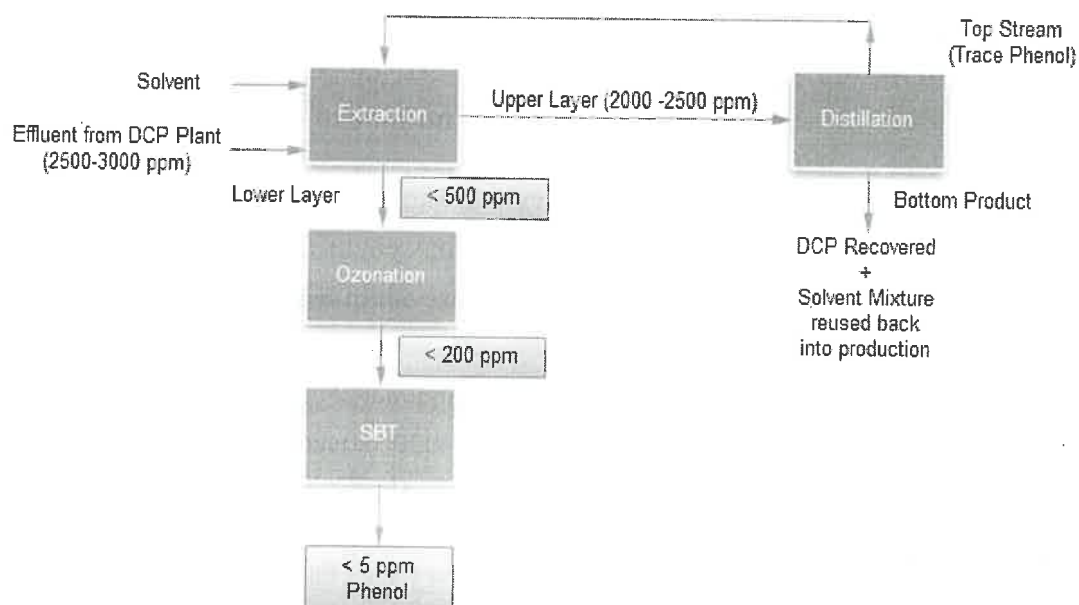 Top Stream
(Trace Phenol)
Solvent
Extraction
Upper Layer (2000 -2500 ppm)
Distillation
Effluent from DCP Plant
(2500-3000 ppm)
Lower Layer
< 500 ppm
Bottom Product
Ozonation
DCP Recovered
+
Solvent Mixture
reused back
into production
< 200 ppm
SBT
< 5 ppm
Phenol